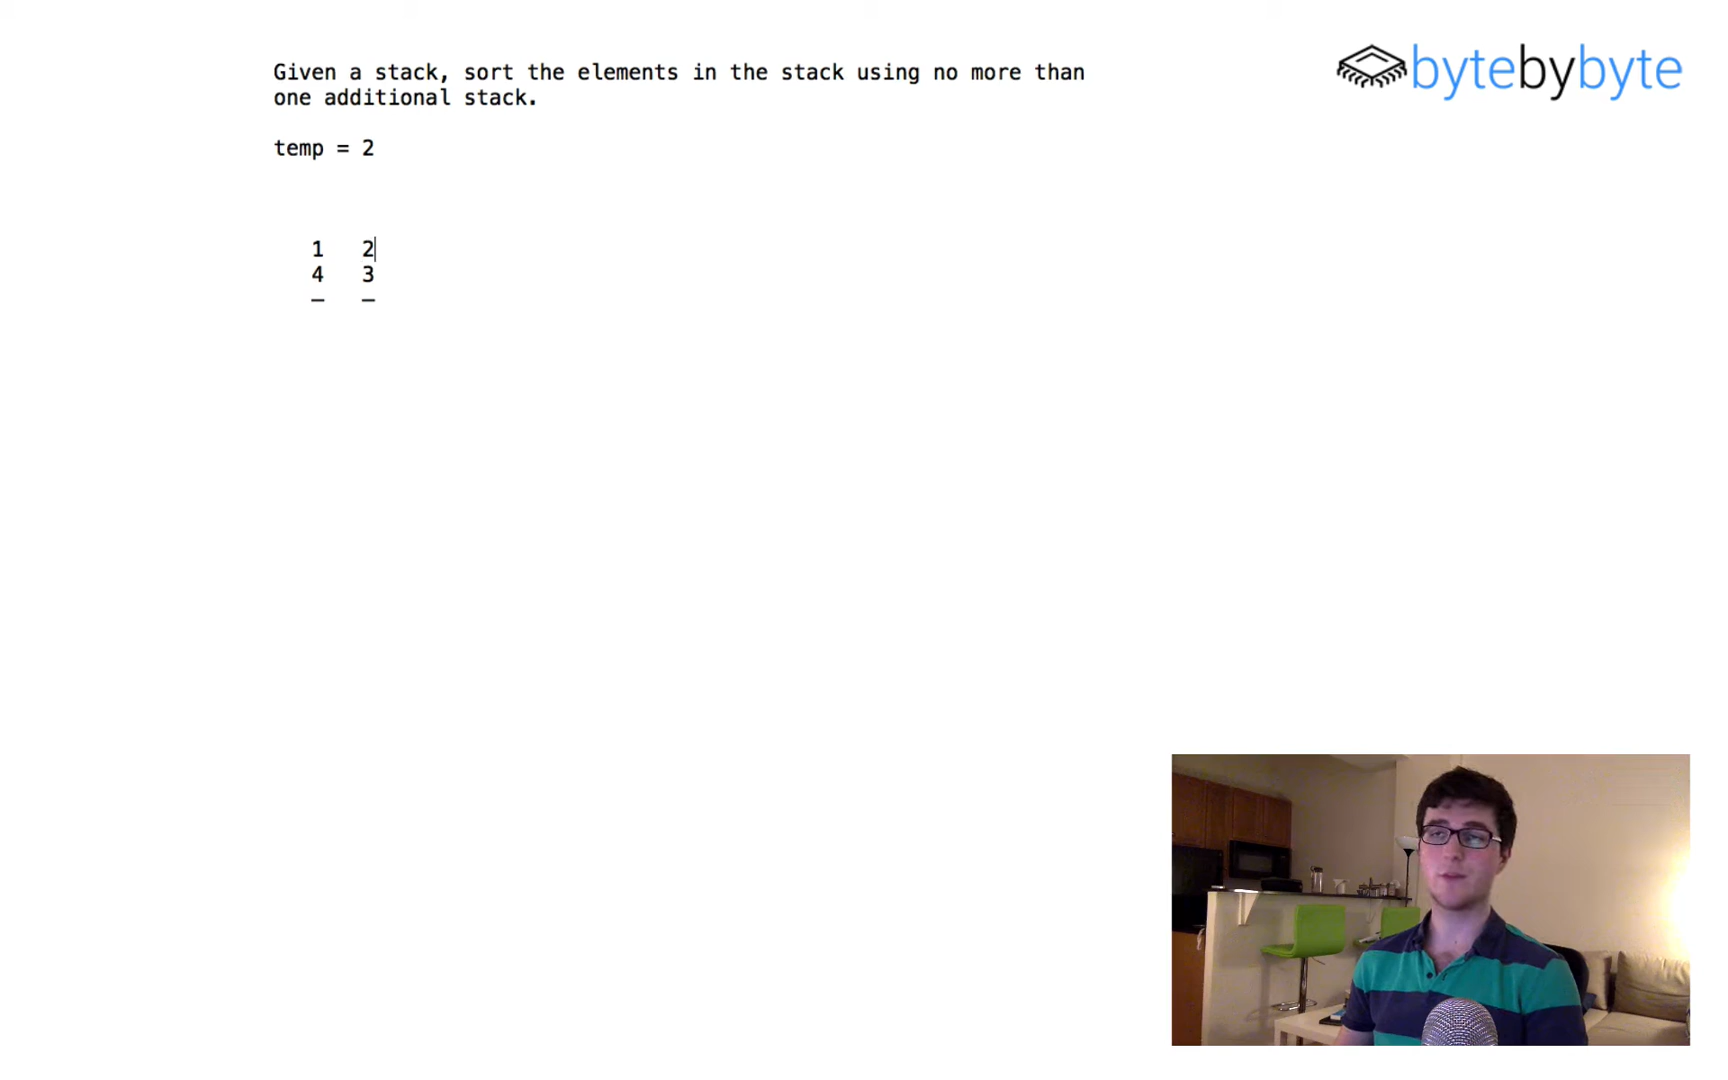 Given a stack, sort the elements in the stack using no more than
one additional stack.
bytebybyte
temp = 2
1 2
4 3
— —